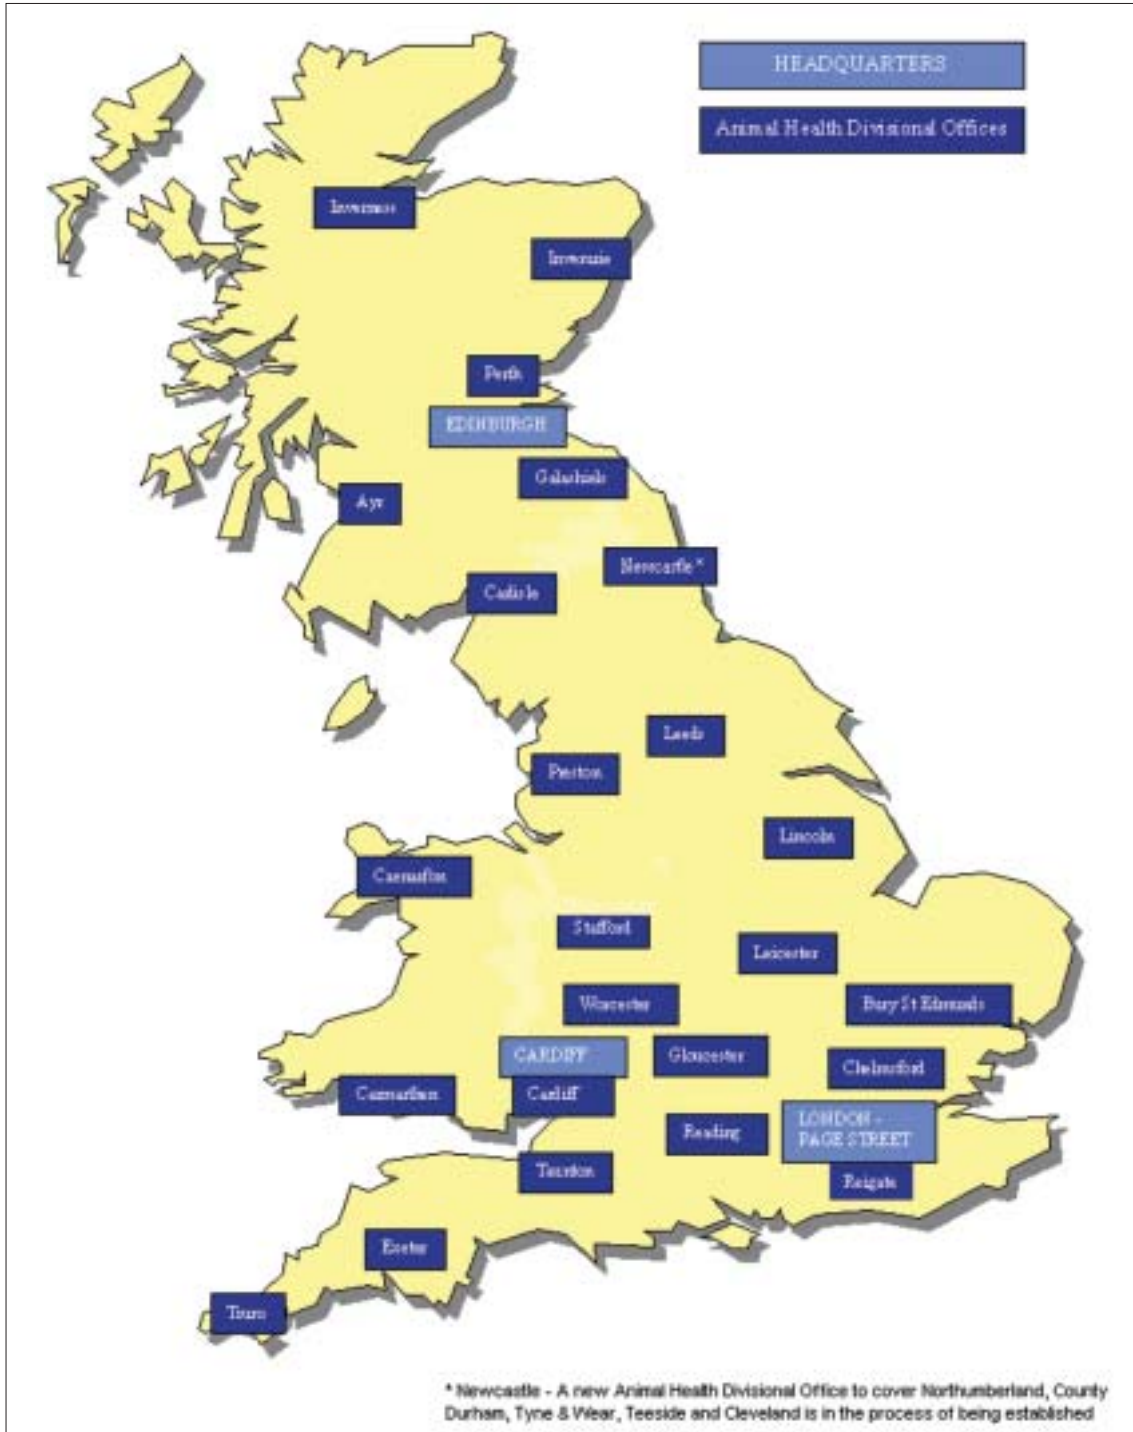 HEADQUARTERS
Animal Health Divisional Offices
Inverness
Inverurie
Perth
EDINBURGH
Galashiels
Ayr
Newcastle *
Carlisle
Leeds
Preston
Lincoln
Caernarfon
Stafford
Leicester
Worcester
Bury St Edmunds
CARDIFF
Gloucester
Chelmsford
Carmarthen
Cardiff
LONDON -
PAGE STREET
Reading
Taunton
Reigate
Exeter
Truro
* Newcastle - A new Animal Health Divisional Office to cover Northumberland, County
Durham, Tyne & Wear, Teeside and Cleveland is in the process of being established